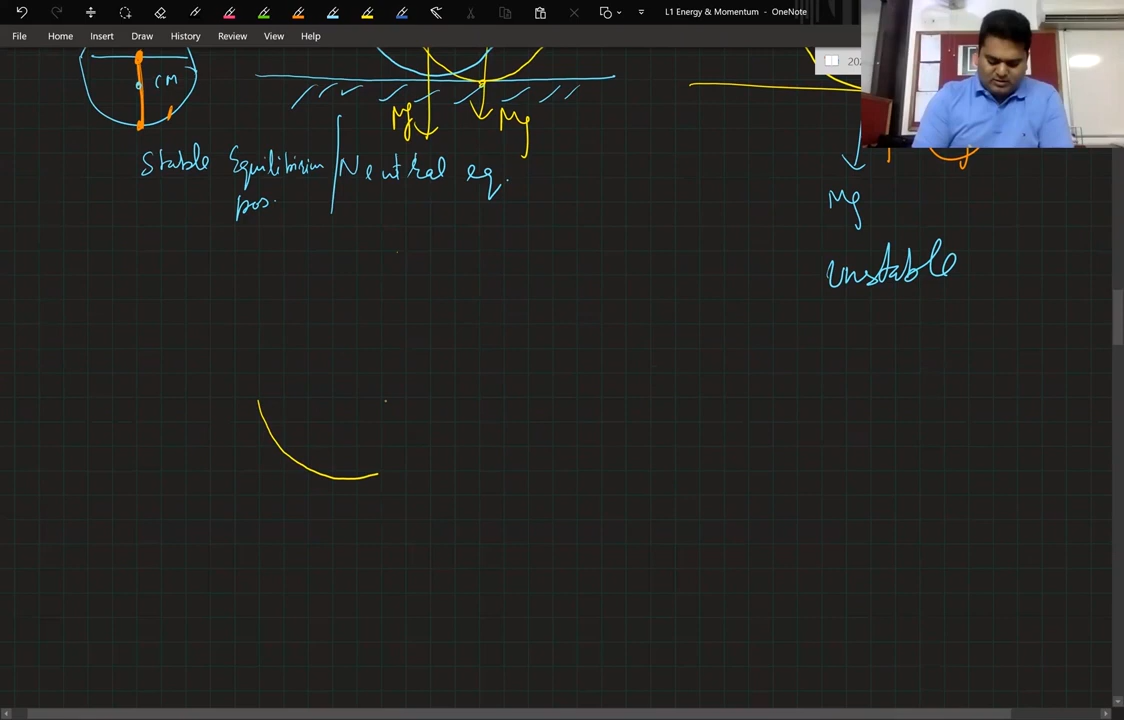 L1 Energy & Momentum - OneNote
File Home Insert Draw History Review View Help
202
CM
Mg Mg
Stable Equilibrium Neutral eq.
pos.
Mg
unstable